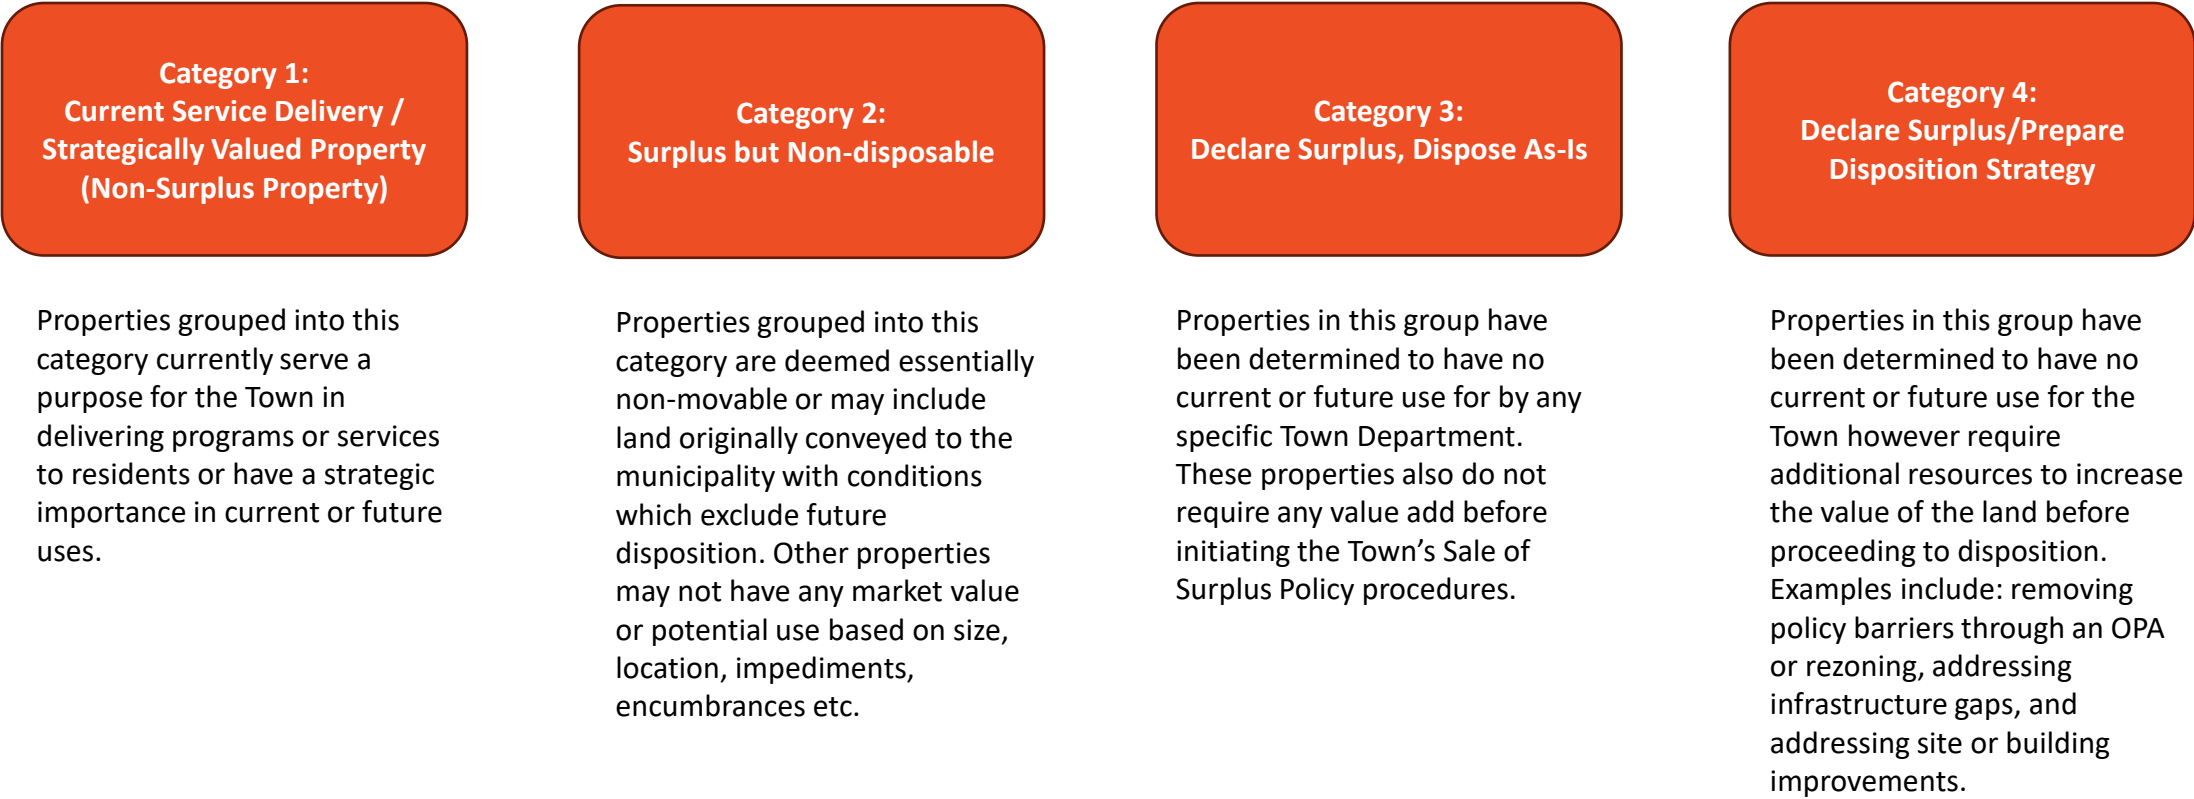 Category 1:
Current Service Delivery /
Strategically Valued Property
(Non-Surplus Property)
Properties grouped into this
category currently serve a
purpose for the Town in
delivering programs or services
to residents or have a strategic
importance in current or future
uses.
Category 2:
Surplus but Non-disposable
Properties grouped into this
category are deemed essentially
non-movable or may include
land originally conveyed to the
municipality with conditions
which exclude future
disposition. Other properties
may not have any market value
or potential use based on size,
location, impediments,
encumbrances etc.
Category 3:
Declare Surplus, Dispose As-Is
Properties in this group have
been determined to have no
current or future use for by any
specific Town Department.
These properties also do not
require any value add before
initiating the Town’s Sale of
Surplus Policy procedures.
Category 4:
Declare Surplus/Prepare
Disposition Strategy
Properties in this group have
been determined to have no
current or future use for the
Town however require
additional resources to increase
the value of the land before
proceeding to disposition.
Examples include: removing
policy barriers through an OPA
or rezoning, addressing
infrastructure gaps, and
addressing site or building
improvements.